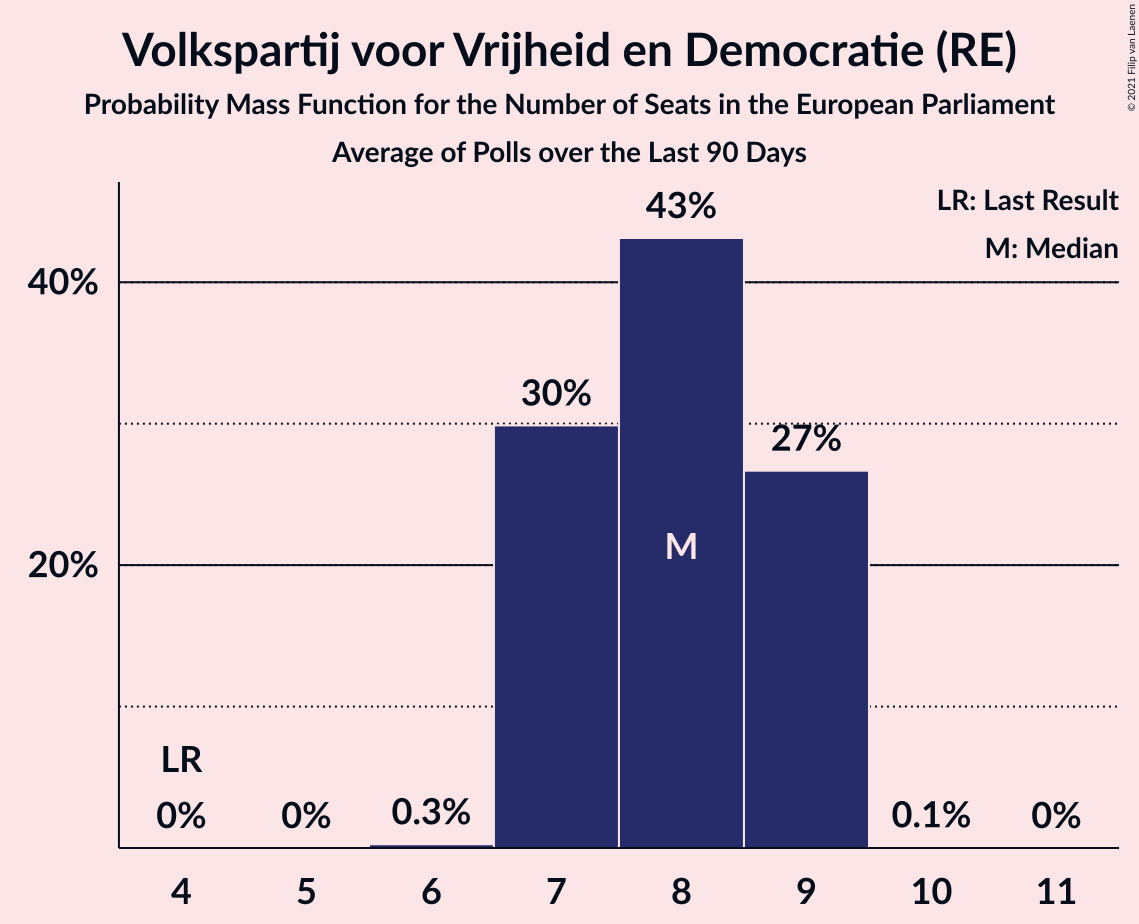 Volkspartij voor Vrijheid en Democratie (RE)
Probability Mass Function for the Number of Seats in the European Parliament
Average of Polls over the Last 90 Days
© 2021 Filip van Laenen
LR: Last Result
M: Median
43%
40%
30%
27%
M
20%
LR
0%
0%
0.3%
0.1%
0%
4
5
6
7
8
9
10
11